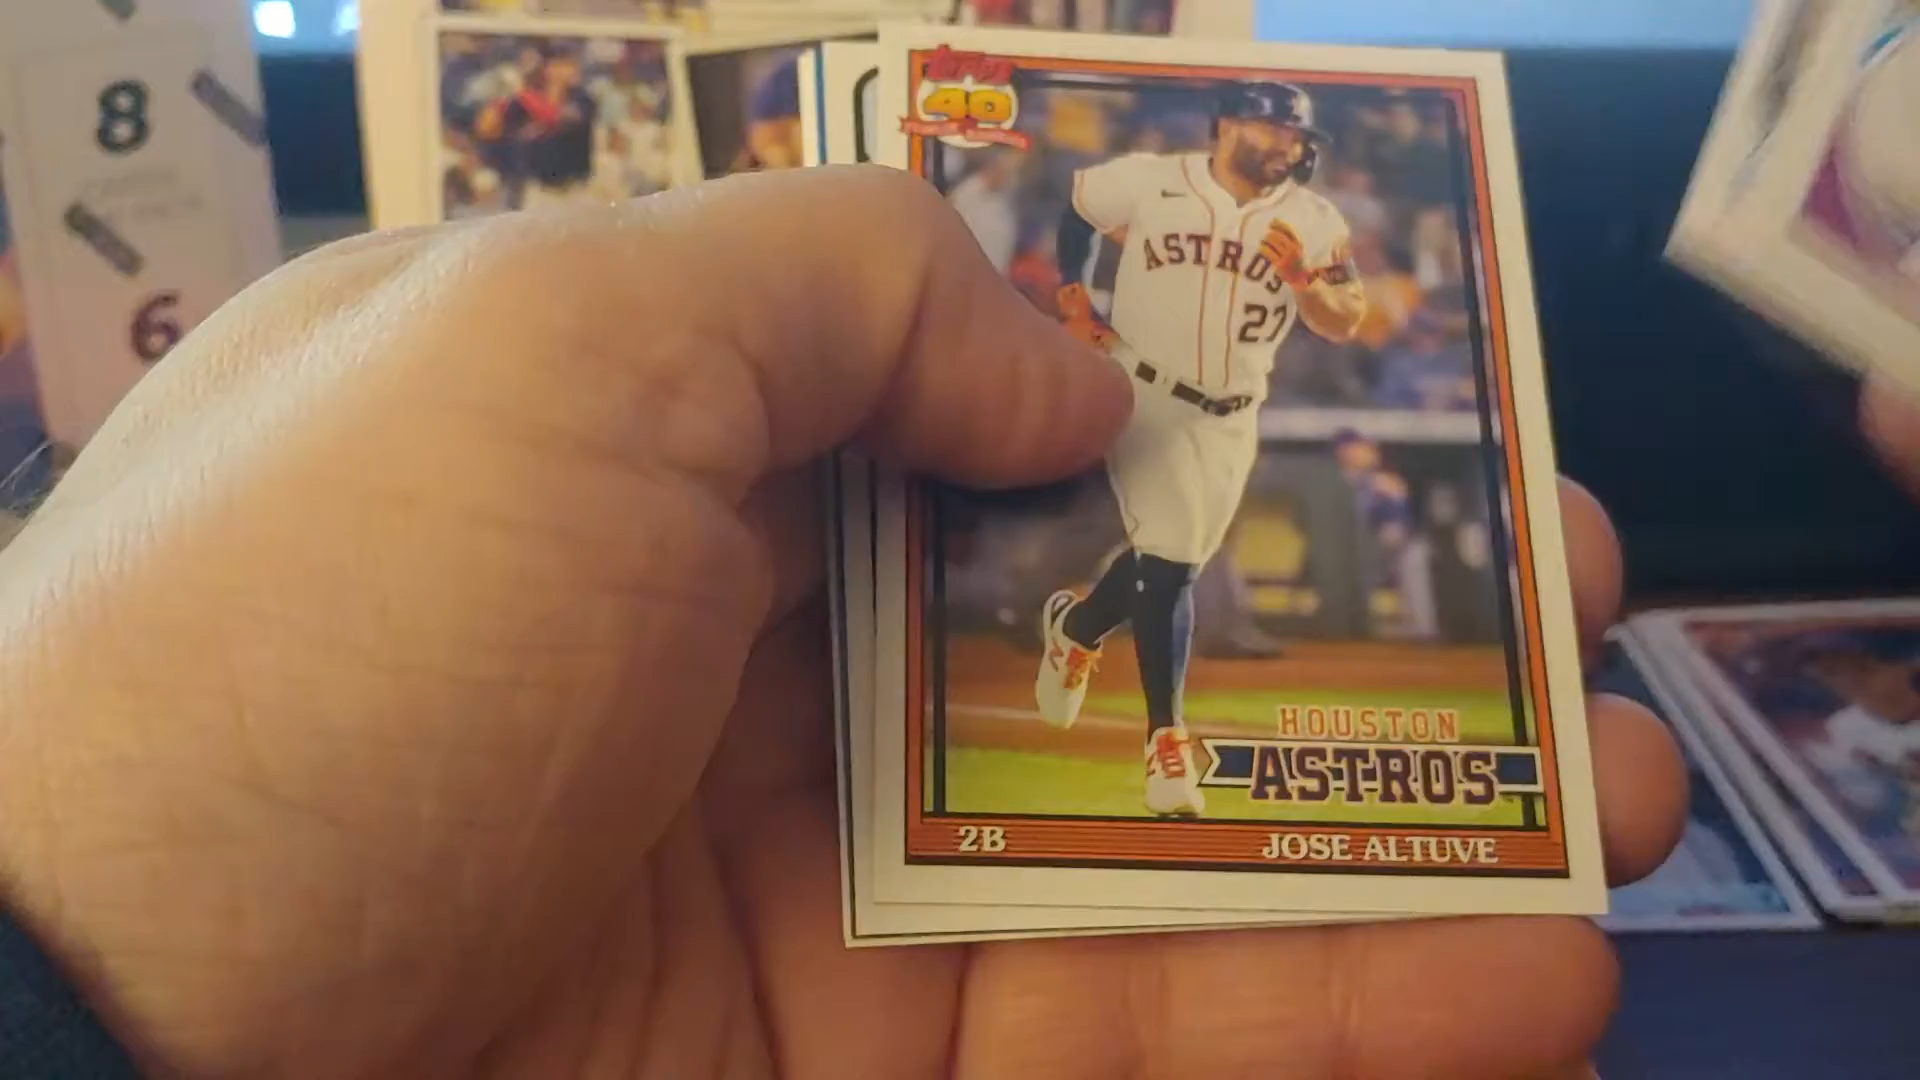 8
6
Topps
40
ASTROS
27
HOUSTON
ASTROS
2B
JOSE ALTUVE